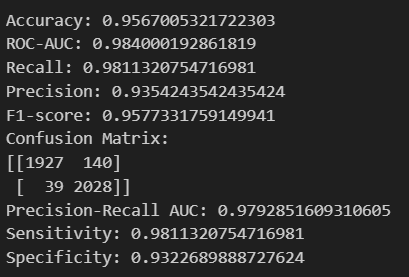 Accuracy: 0.9567005321722303
ROC-AUC: 0.984000192861819
Recall: 0.9811320754716981
Precision: 0.9354243542435424
F1-score: 0.9577331759149941
Confusion Matrix:
[[1927  140]
 [  39 2028]]
Precision-Recall AUC: 0.9792851609310605
Sensitivity: 0.9811320754716981
Specificity: 0.9322689888727624